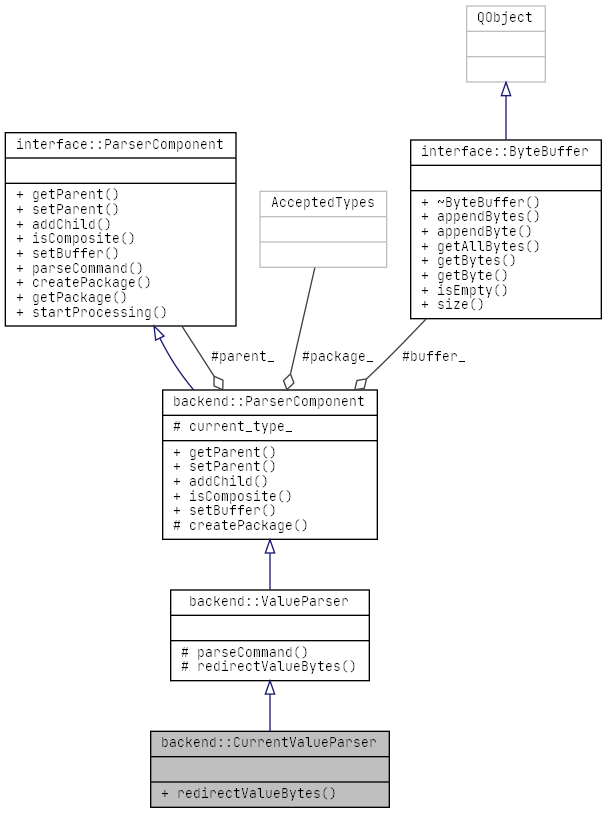 QObject
interface::ParserComponent
+ getParent()
+ setParent()
+ addChild()
+ isComposite()
+ setBuffer()
+ parseCommand()
+ createPackage()
+ getPackage()
+ startProcessing()
AcceptedTypes
interface::ByteBuffer
+ ~ByteBuffer()
+ appendBytes()
+ appendByte()
+ getAllBytes()
+ getBytes()
+ getByte()
+ isEmpty()
+ size()
#parent_
#package_
#buffer_
backend::ParserComponent
# current_type_
+ getParent()
+ setParent()
+ addChild()
+ isComposite()
+ setBuffer()
# createPackage()
backend::ValueParser
# parseCommand()
# redirectValueBytes()
backend::CurrentValueParser
+ redirectValueBytes()